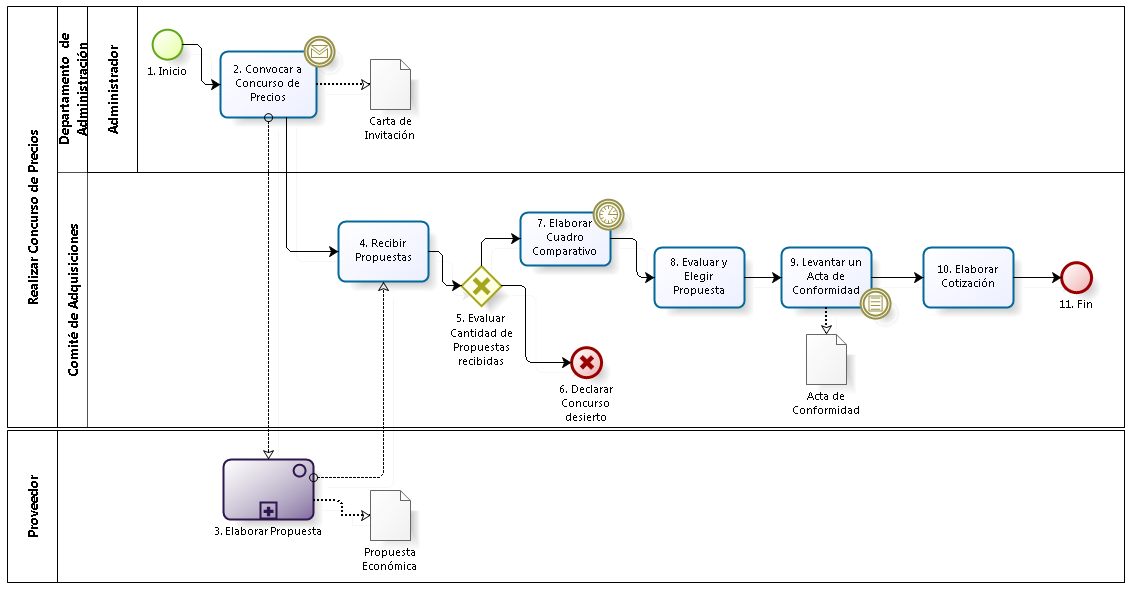 Realizar Concurso de Precios
Departamento de
Administración
Administrador
1. Inicio
2. Convocar a
Concurso de
Precios
Carta de
Invitación
Comité de Adquisiciones
4. Recibir
Propuestas
5. Evaluar
Cantidad de
Propuestas
recibidas
6. Declarar
Concurso
desierto
7. Elaborar
Cuadro
Comparativo
8. Evaluar y
Elegir
Propuesta
9. Levantar un
Acta de
Conformidad
Acta de
Conformidad
10. Elaborar
Cotización
11. Fin
Proveedor
3. Elaborar Propuesta
Propuesta
Económica